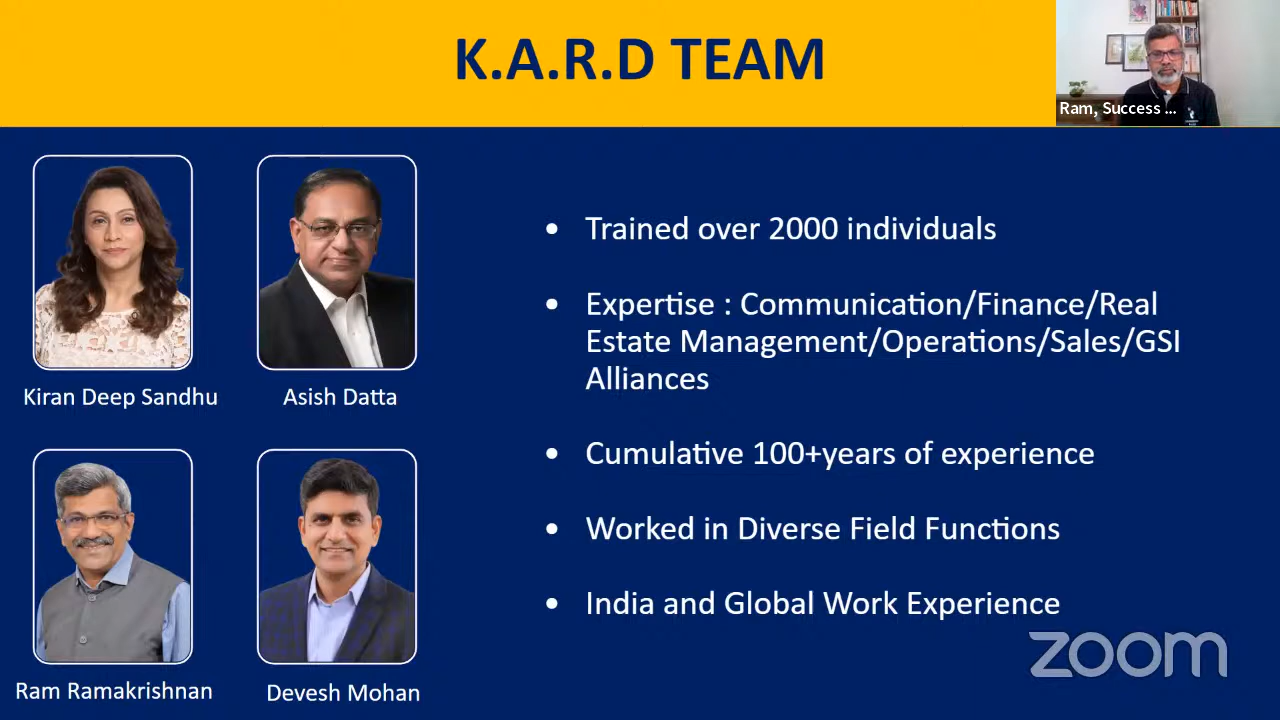 K.A.R.D TEAM
Ram, Success ...
Kiran Deep Sandhu
Asish Datta
Ram Ramakrishnan
Devesh Mohan
• Trained over 2000 individuals
• Expertise : Communication/Finance/Real
Estate Management/Operations/Sales/GSI
Alliances
• Cumulative 100+years of experience
• Worked in Diverse Field Functions
• India and Global Work Experience
zoom